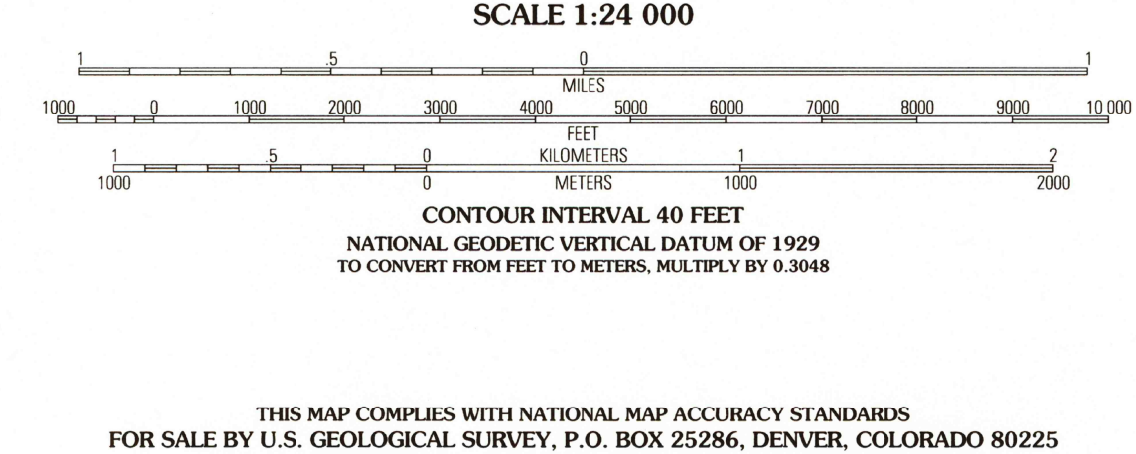 SCALE 1:24 000
1 .5 0 1
MILES
1000 0 1000 2000 3000 4000 5000 6000 7000 8000 9000 10 000
FEET
1 .5 0 KILOMETERS 1 2
1000 0 METERS 1000 2000
CONTOUR INTERVAL 40 FEET
NATIONAL GEODETIC VERTICAL DATUM OF 1929
TO CONVERT FROM FEET TO METERS, MULTIPLY BY 0.3048
THIS MAP COMPLIES WITH NATIONAL MAP ACCURACY STANDARDS
FOR SALE BY U.S. GEOLOGICAL SURVEY, P.O. BOX 25286, DENVER, COLORADO 80225